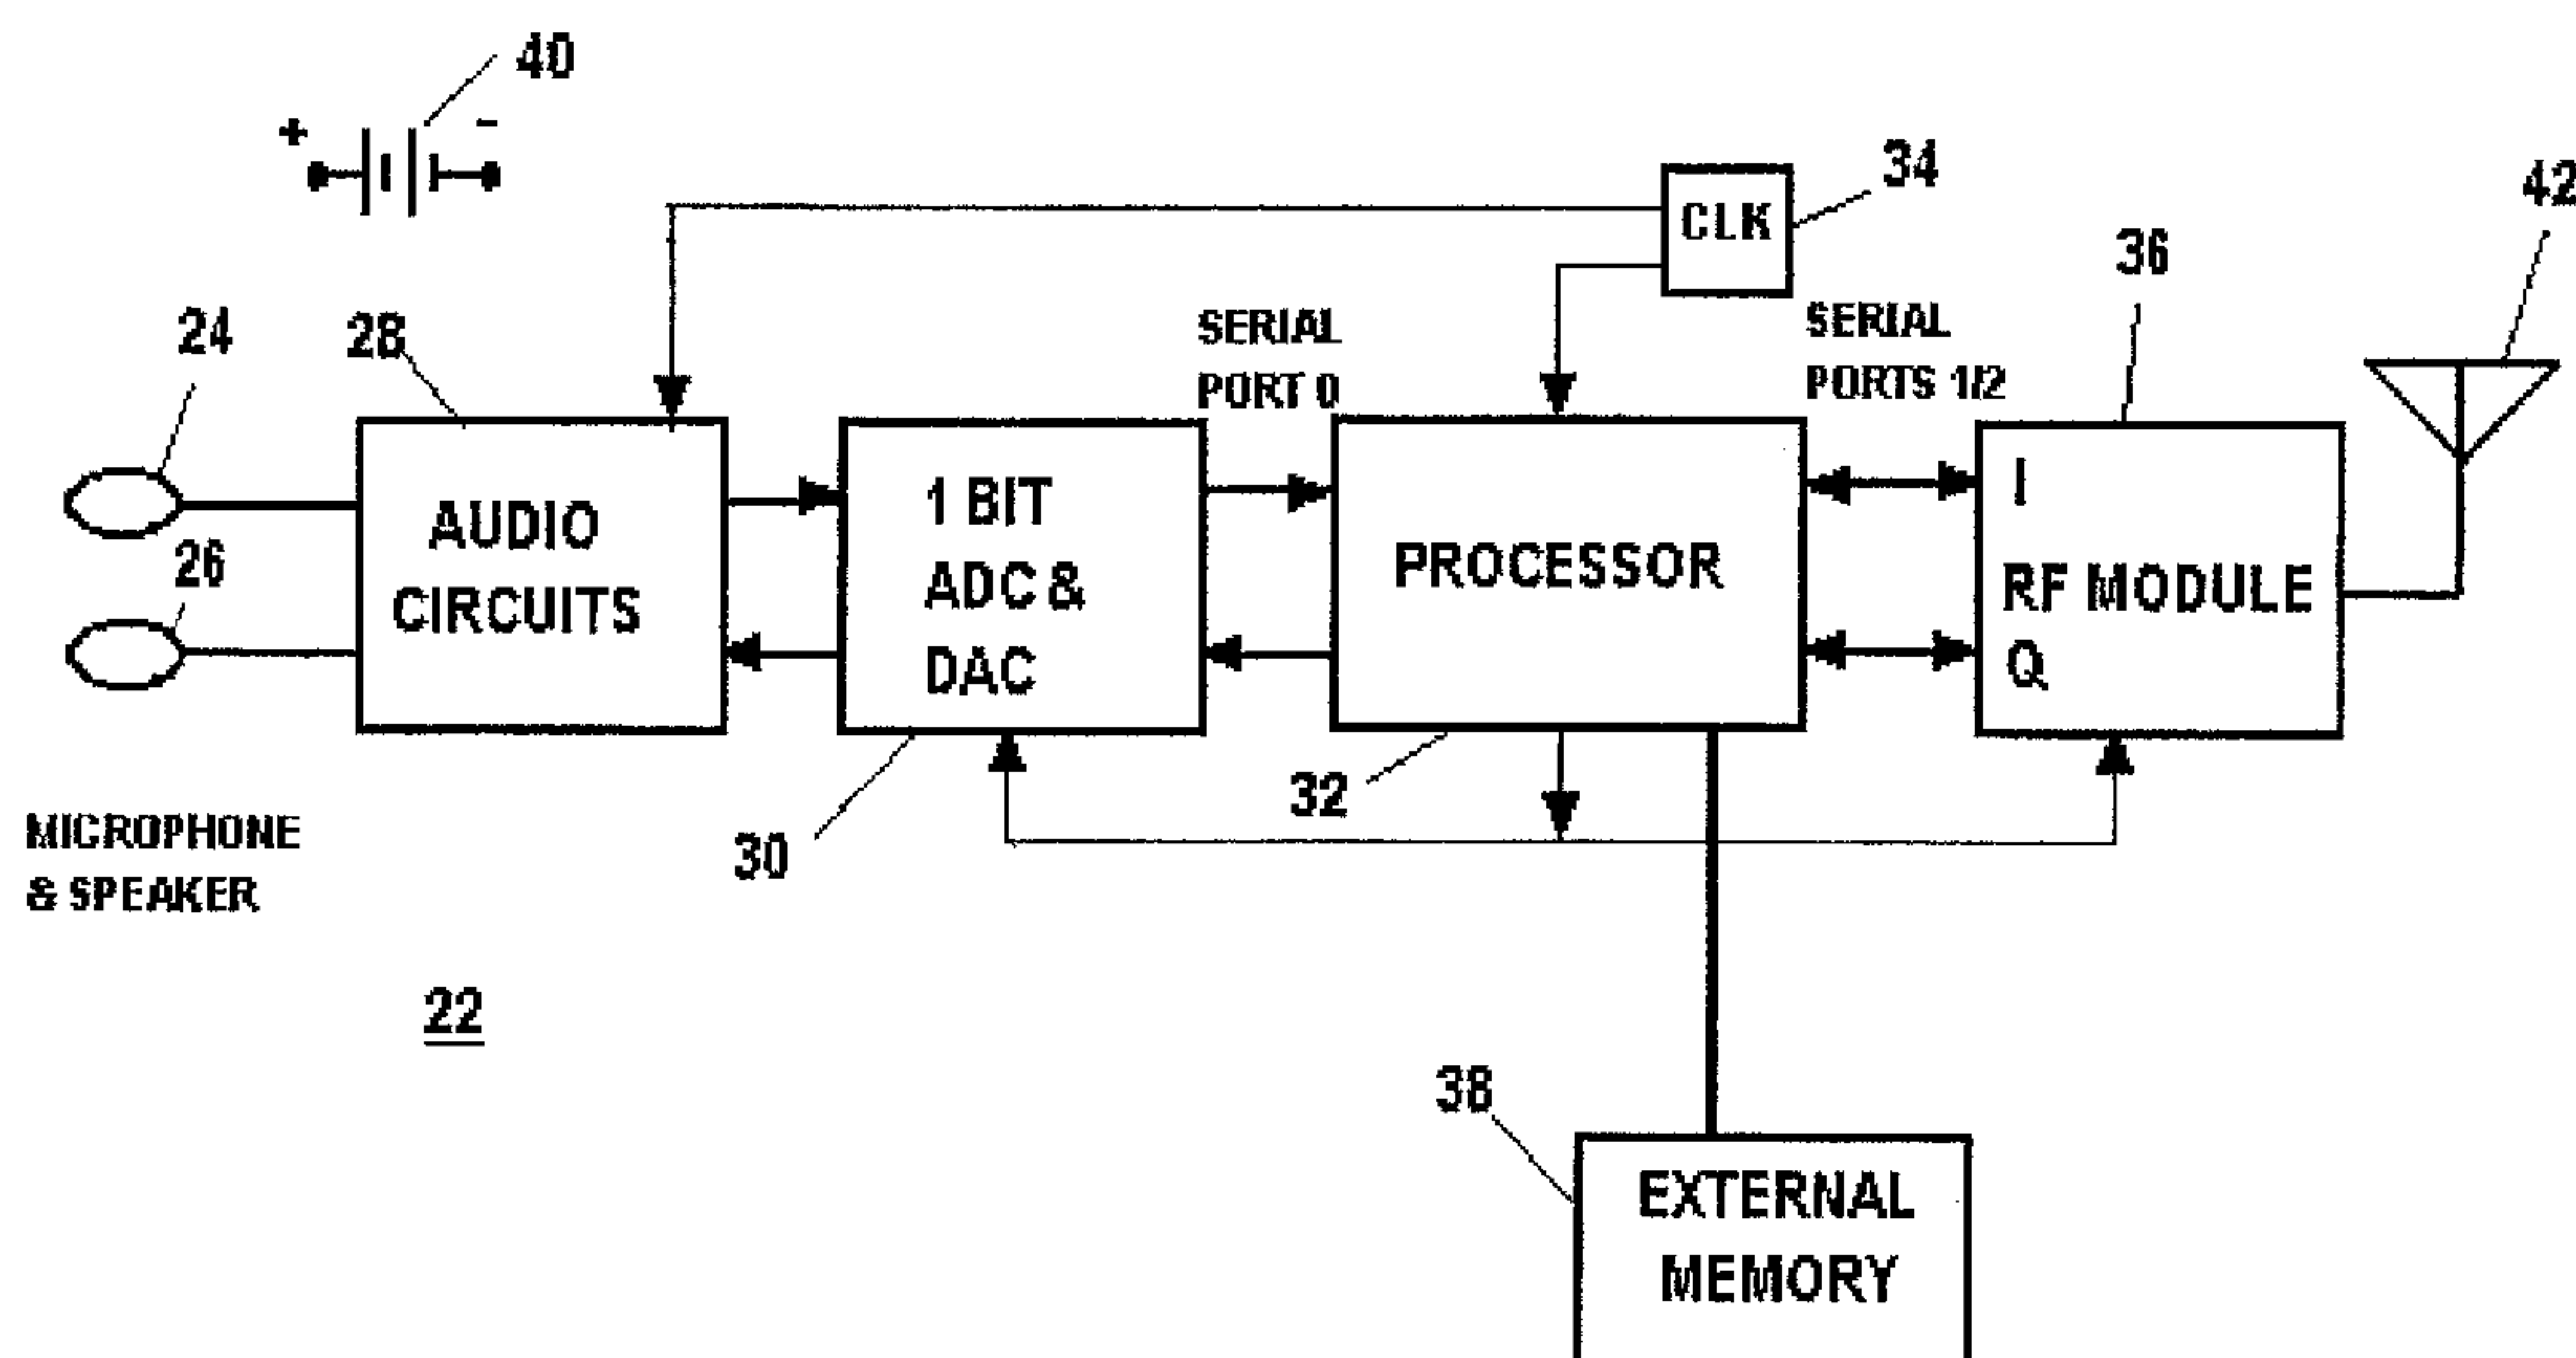 40
+
-
34
CLK
42
36
24
28
SERIAL
PORT 0
SERIAL
PORTS 1/2
26
AUDIO
CIRCUITS
1 BIT
ADC &
DAC
PROCESSOR
I
RF MODULE
Q
32
30
MICROPHONE
& SPEAKER
22
38
EXTERNAL
MEMORY